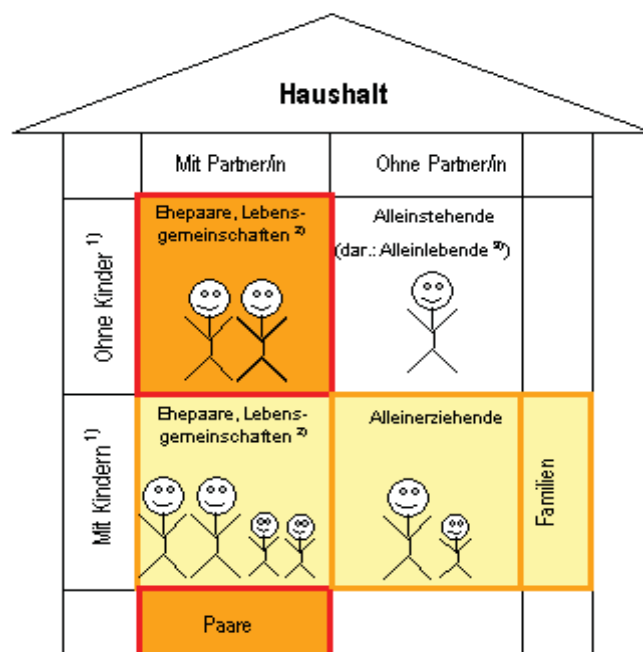 Haushalt
Mit Partner/in
Ohne Partner/in
Ohne Kinder 1)
Ehepaare, Lebens-
gemeinschaften 2)
Alleinstehende
(dar.: Alleinlebende 3))
Mit Kindern 1)
Ehepaare, Lebens-
gemeinschaften 2)
Alleinerziehende
Familien
Paare